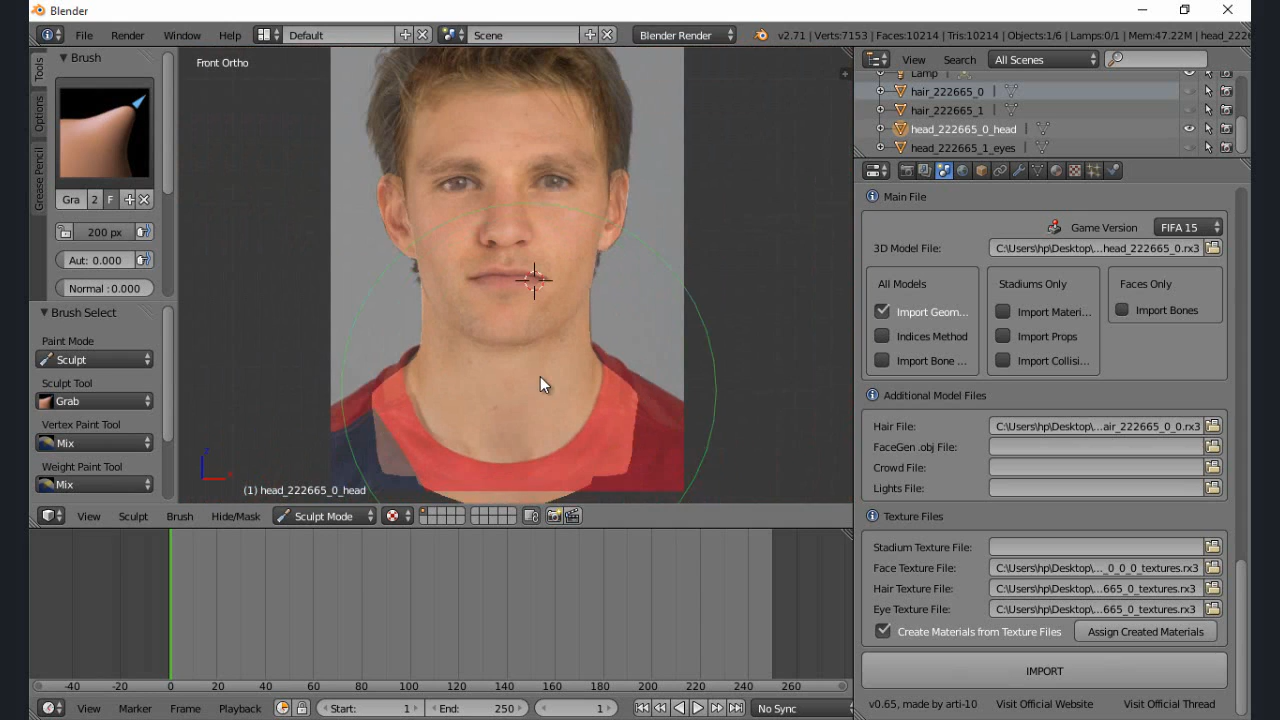 Blender
File Render Window Help Default Scene Blender Render v2.71 | Verts:7153 | Faces:10214 | Tris:10214 | Objects:1/6 | Lamps:0/1 | Mem:47.22M | head_222
Tools
Options
Grease Pencil
Brush
Gra 2 F
200 px
Aut: 0.000
Normal: 0.000
Brush Select
Paint Mode
Sculpt
Sculpt Tool
Grab
Vertex Paint Tool
Mix
Weight Paint Tool
Mix
Front Ortho
(1) head_222665_0_head
View Sculpt Brush Hide/Mask Sculpt Mode
-40 -20 0 20 40 60 80 100 120 140 160 180 200 220 240 260
View Marker Frame Playback Start: 1 End: 250 1 No Sync
View Search All Scenes
Lamp
hair_222665_0
hair_222665_1
head_222665_0_head
head_222665_1_eyes
Main File
Game Version FIFA 15
3D Model File: C:\Users\hp\Desktop\...head_222665_0.rx3
All Models Stadiums Only Faces Only
Import Geom... Import Materi... Import Bones
Indices Method Import Props
Import Bone ... Import Collisi...
Additional Model Files
Hair File: C:\Users\hp\Desktop\...air_222665_0_0.rx3
FaceGen .obj File:
Crowd File:
Lights File:
Texture Files
Stadium Texture File:
Face Texture File: C:\Users\hp\Desktop\..._0_0_0_textures.rx3
Hair Texture File: C:\Users\hp\Desktop\...665_0_textures.rx3
Eye Texture File: C:\Users\hp\Desktop\...665_0_textures.rx3
Create Materials from Texture Files Assign Created Materials
IMPORT
v0.65, made by arti-10 Visit Official Website Visit Official Thread